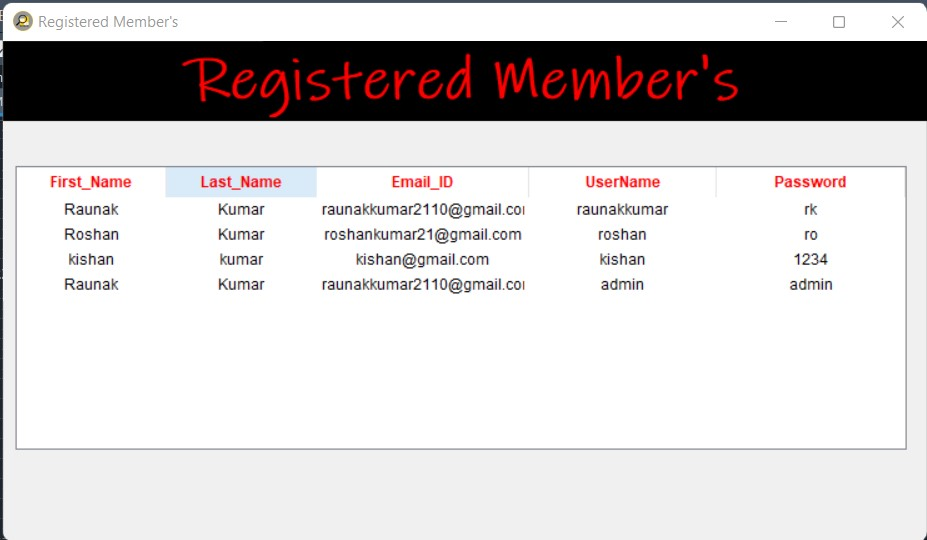 Registered Member's
Registered Member's
First_Name Last_Name Email_ID UserName Password
Raunak Kumar raunakkumar2110@gmail.co raunakkumar rk
Roshan Kumar roshankumar21@gmail.com roshan ro
kishan kumar kishan@gmail.com kishan 1234
Raunak Kumar raunakkumar2110@gmail.co admin admin